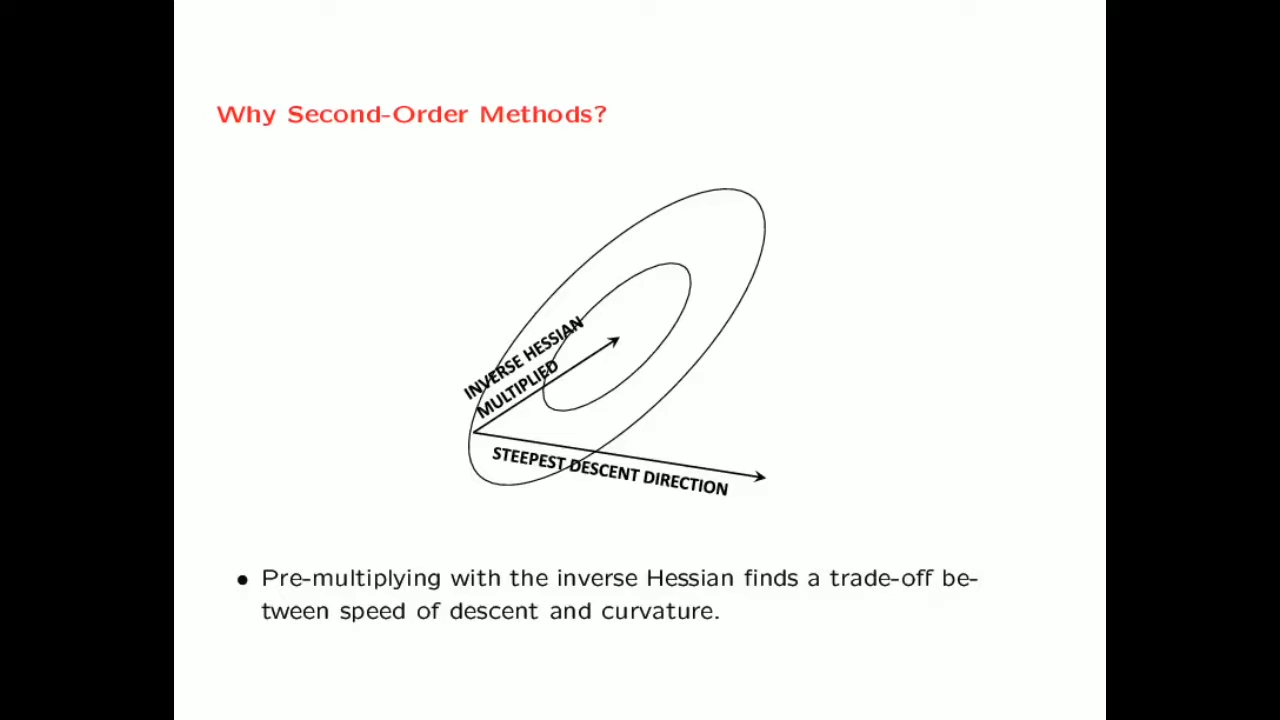 Why Second-Order Methods?
INVERSE HESSIAN
MULTIPLIED
STEEPEST DESCENT DIRECTION
• Pre-multiplying with the inverse Hessian finds a trade-off be-
tween speed of descent and curvature.